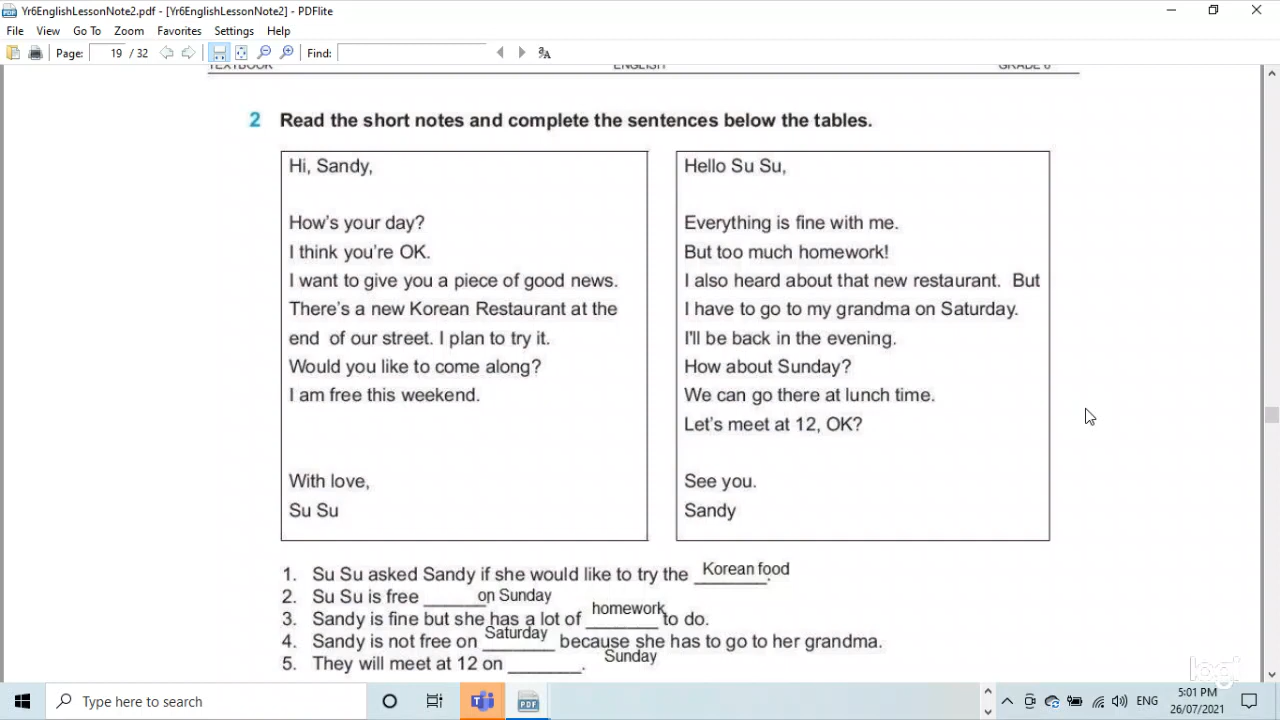 Yr6EnglishLessonNote2.pdf - [Yr6EnglishLessonNote2] - PDFlite
File View Go To Zoom Favorites Settings Help
Page: 19 / 32 Find:
TEXTBOOK ENGLISH GRADE 6
2 Read the short notes and complete the sentences below the tables.
Hi, Sandy,
How's your day?
I think you're OK.
I want to give you a piece of good news.
There's a new Korean Restaurant at the
end of our street. I plan to try it.
Would you like to come along?
I am free this weekend.
With love,
Su Su
Hello Su Su,
Everything is fine with me.
But too much homework!
I also heard about that new restaurant. But
I have to go to my grandma on Saturday.
I'll be back in the evening.
How about Sunday?
We can go there at lunch time.
Let's meet at 12, OK?
See you.
Sandy
1. Su Su asked Sandy if she would like to try the Korean food.
2. Su Su is free on Sunday
3. Sandy is fine but she has a lot of homework to do.
4. Sandy is not free on Saturday because she has to go to her grandma.
5. They will meet at 12 on ________. Sunday
legi
Type here to search
ENG
5:01 PM
26/07/2021